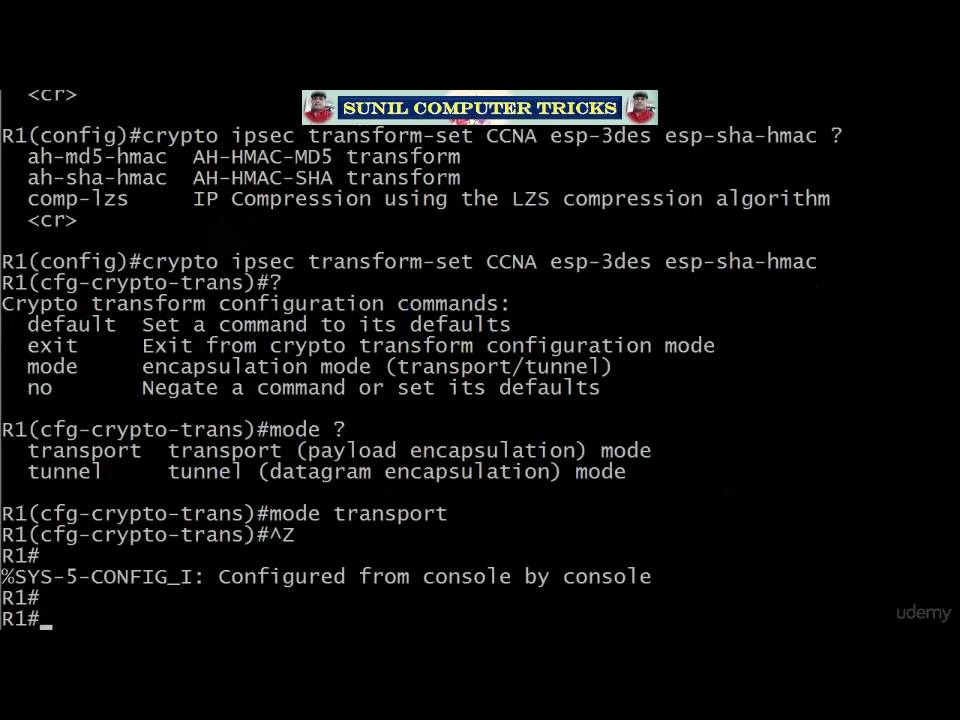 <cr>
SUNIL COMPUTER TRICKS
R1(config)#crypto ipsec transform-set CCNA esp-3des esp-sha-hmac ?
ah-md5-hmac AH-HMAC-MD5 transform
ah-sha-hmac AH-HMAC-SHA transform
comp-lzs IP Compression using the LZS compression algorithm
<cr>
R1(config)#crypto ipsec transform-set CCNA esp-3des esp-sha-hmac
R1(cfg-crypto-trans)#?
Crypto transform configuration commands:
default Set a command to its defaults
exit Exit from crypto transform configuration mode
mode encapsulation mode (transport/tunnel)
no Negate a command or set its defaults
R1(cfg-crypto-trans)#mode ?
transport transport (payload encapsulation) mode
tunnel tunnel (datagram encapsulation) mode
R1(cfg-crypto-trans)#mode transport
R1(cfg-crypto-trans)#^Z
R1#
%SYS-5-CONFIG_I: Configured from console by console
R1#
R1#_
udemy